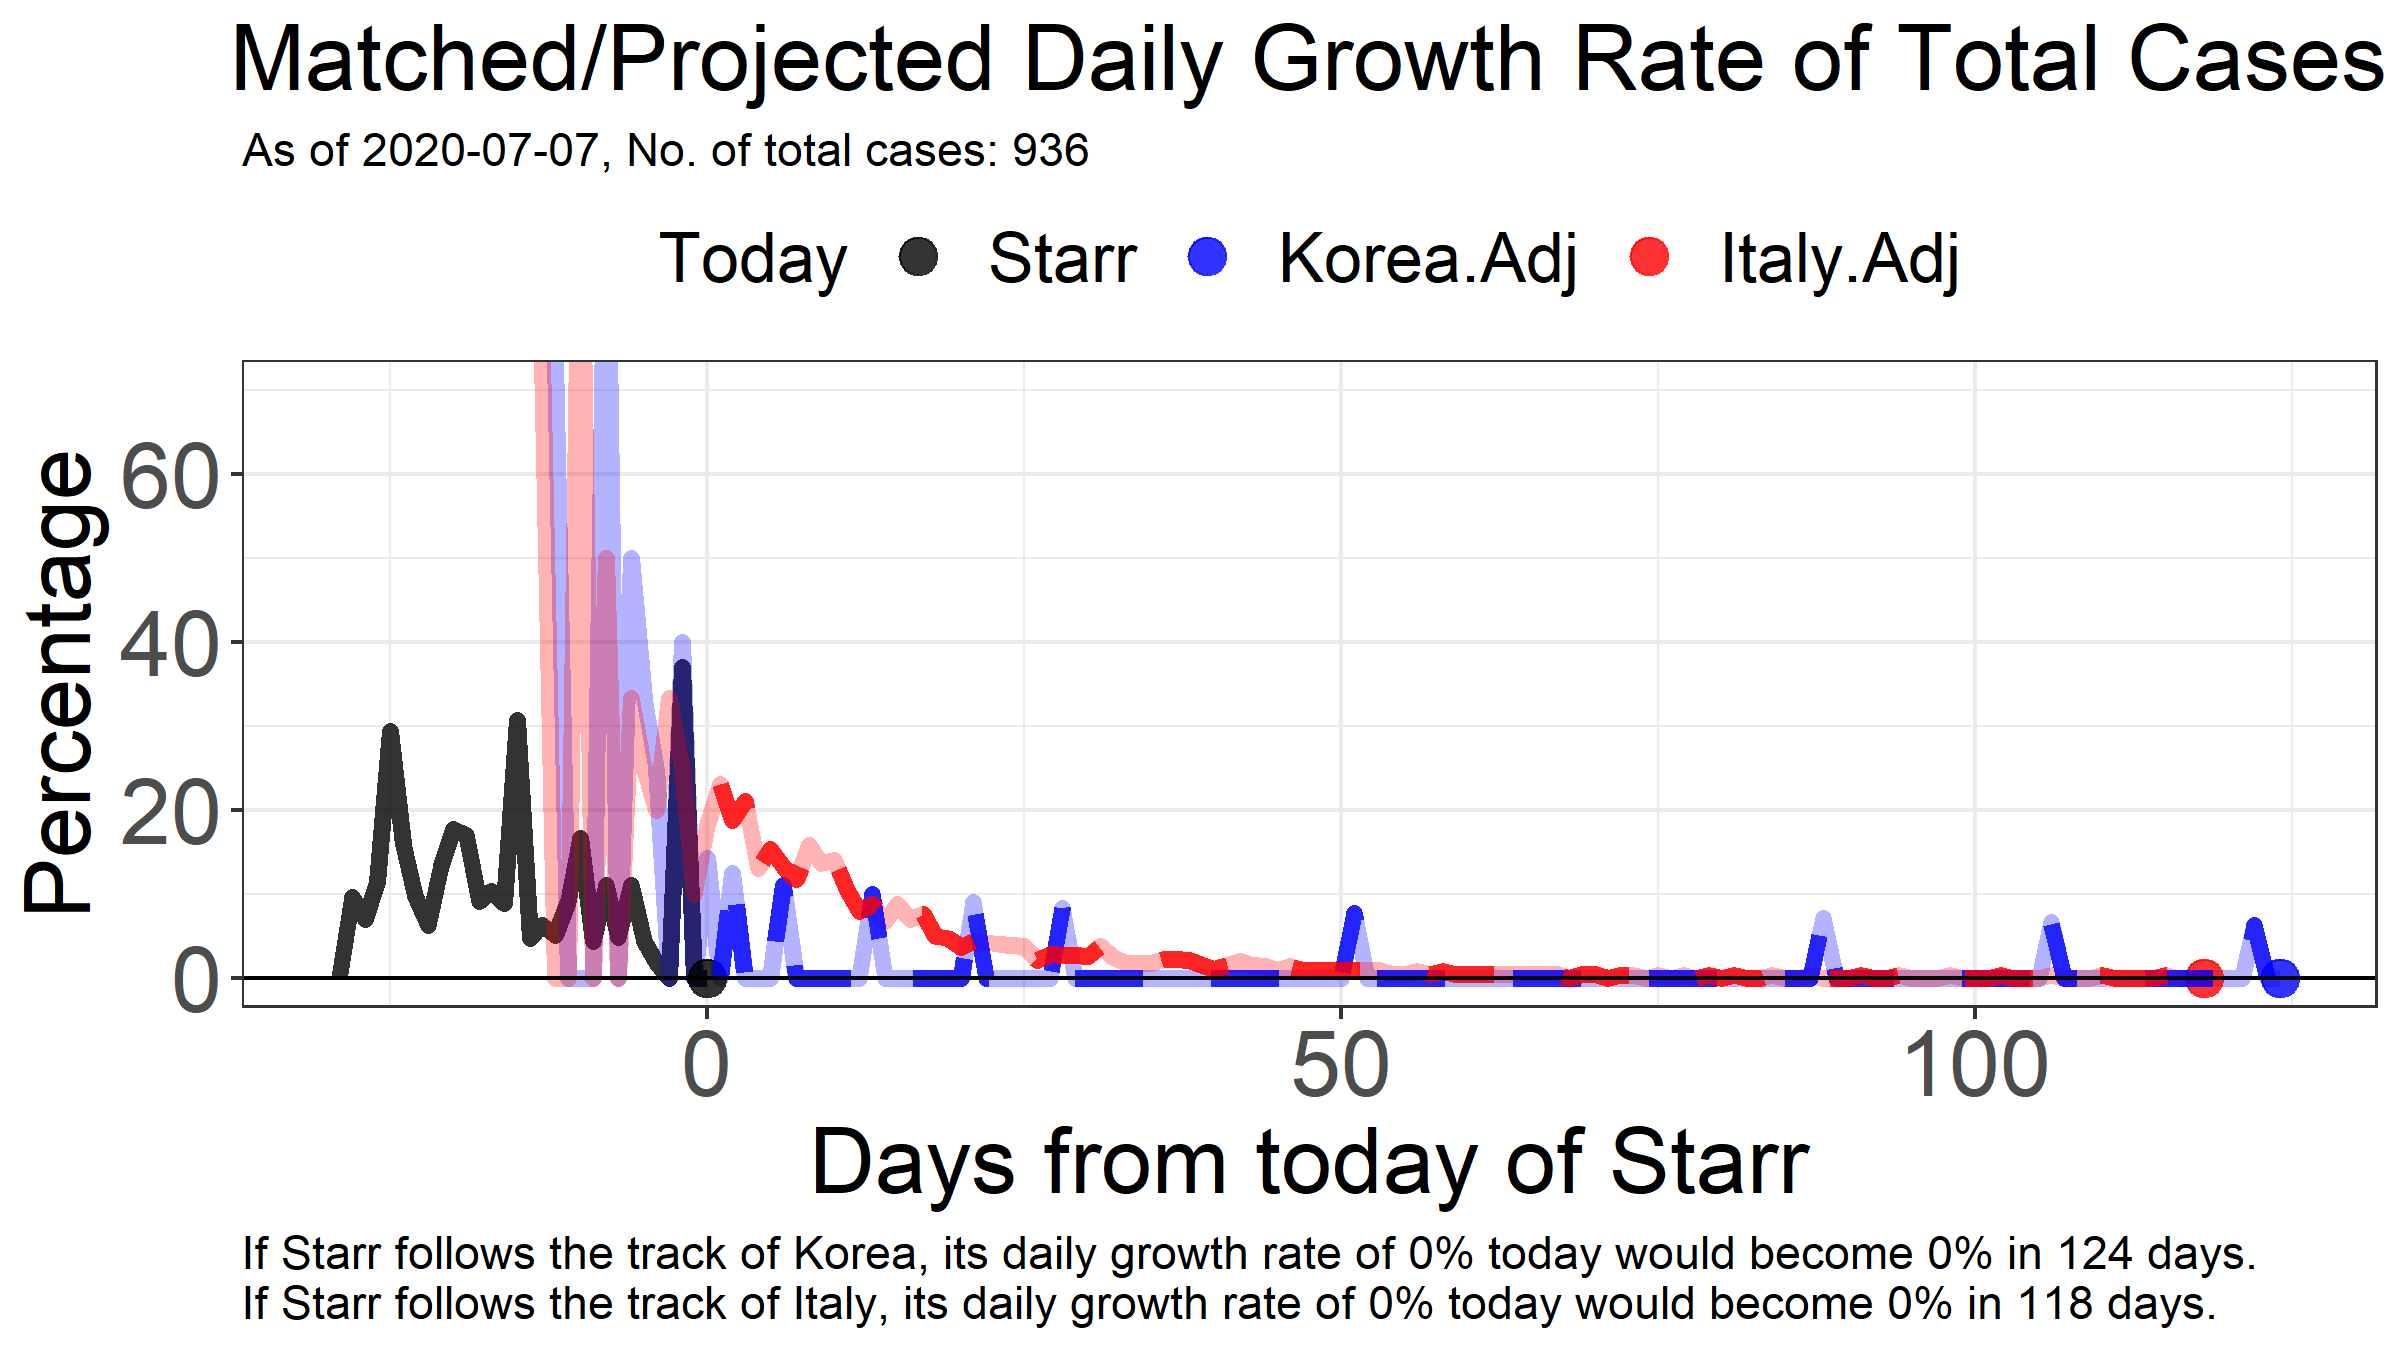 Matched/Projected Daily Growth Rate of Total Cases
As of 2020-07-07, No. of total cases: 936
Today Starr Korea.Adj Italy.Adj
Percentage
60
40
20
0
0 50 100
Days from today of Starr
If Starr follows the track of Korea, its daily growth rate of 0% today would become 0% in 124 days.
If Starr follows the track of Italy, its daily growth rate of 0% today would become 0% in 118 days.